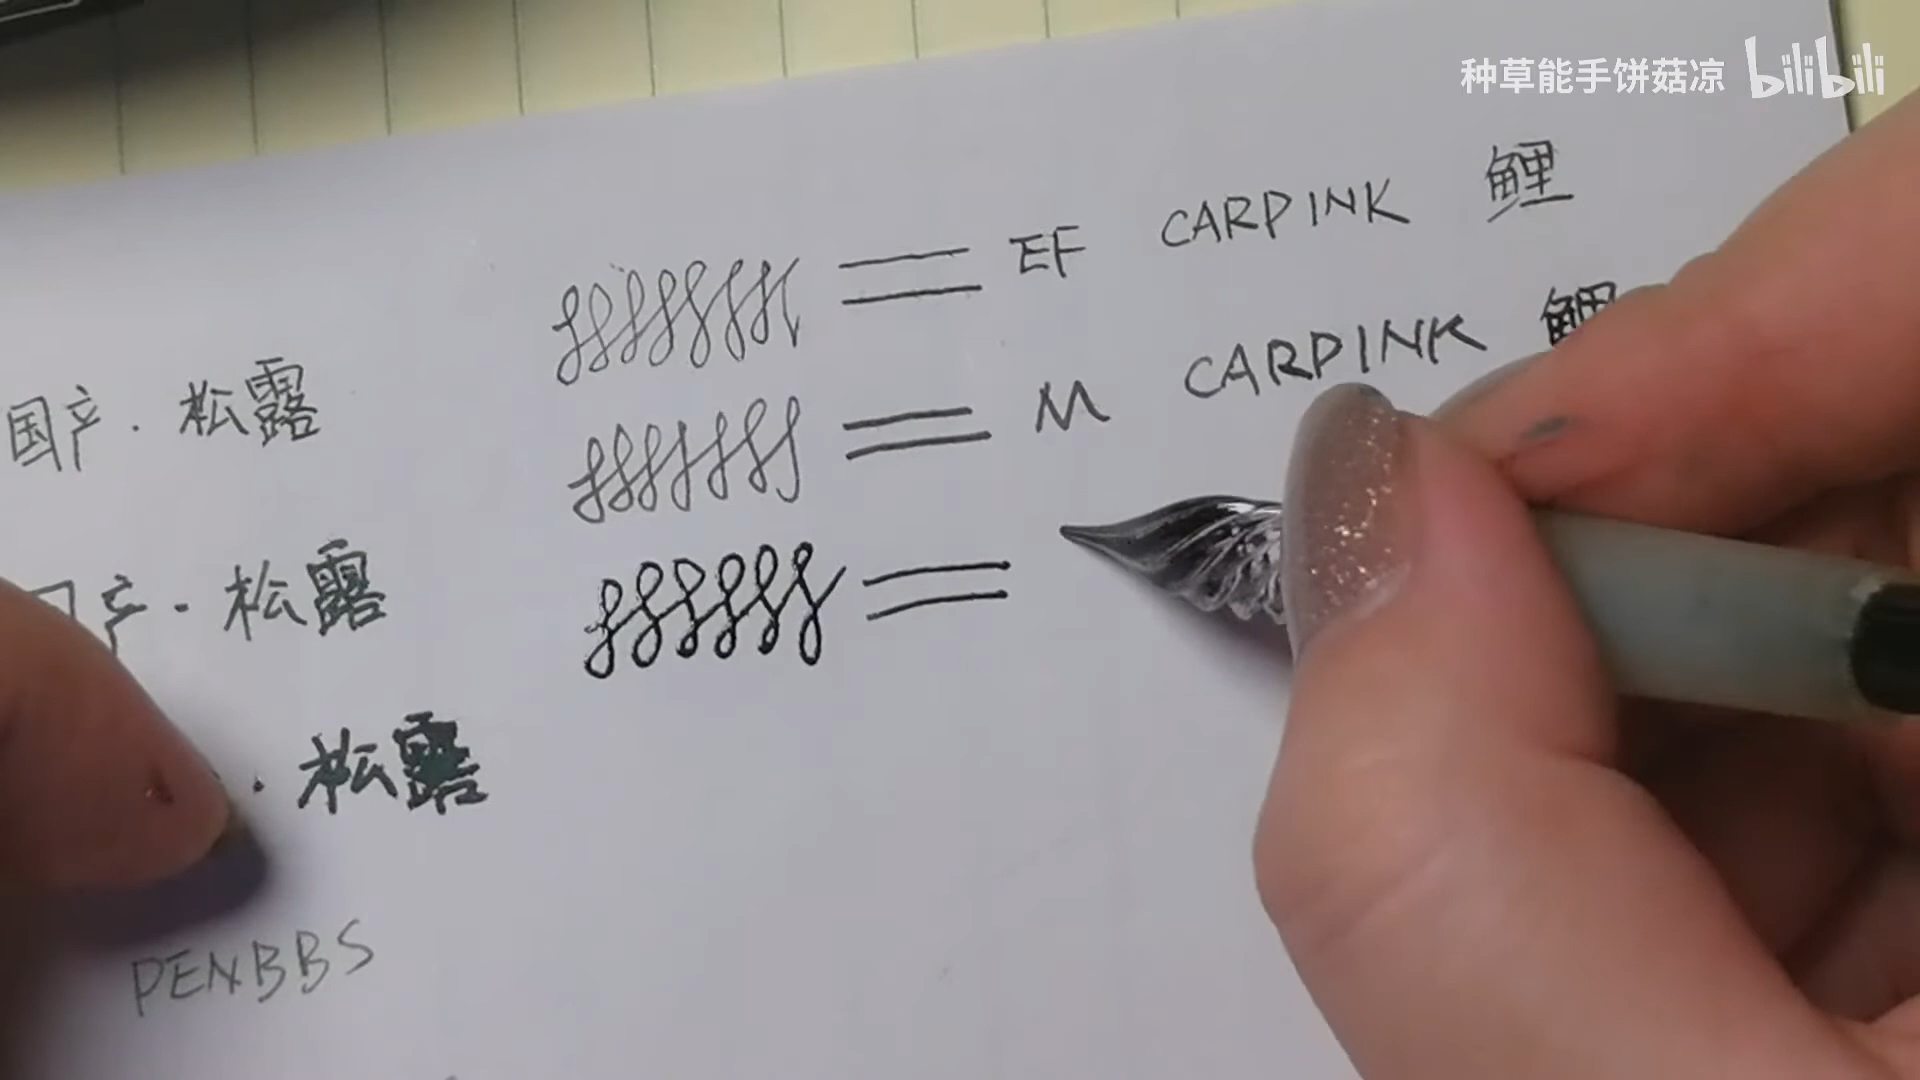 种草能手饼菇凉 bilibili
EF CARPINK 鲤
M CARPINK
国产·松露
产·松露
·松露
PENBBS